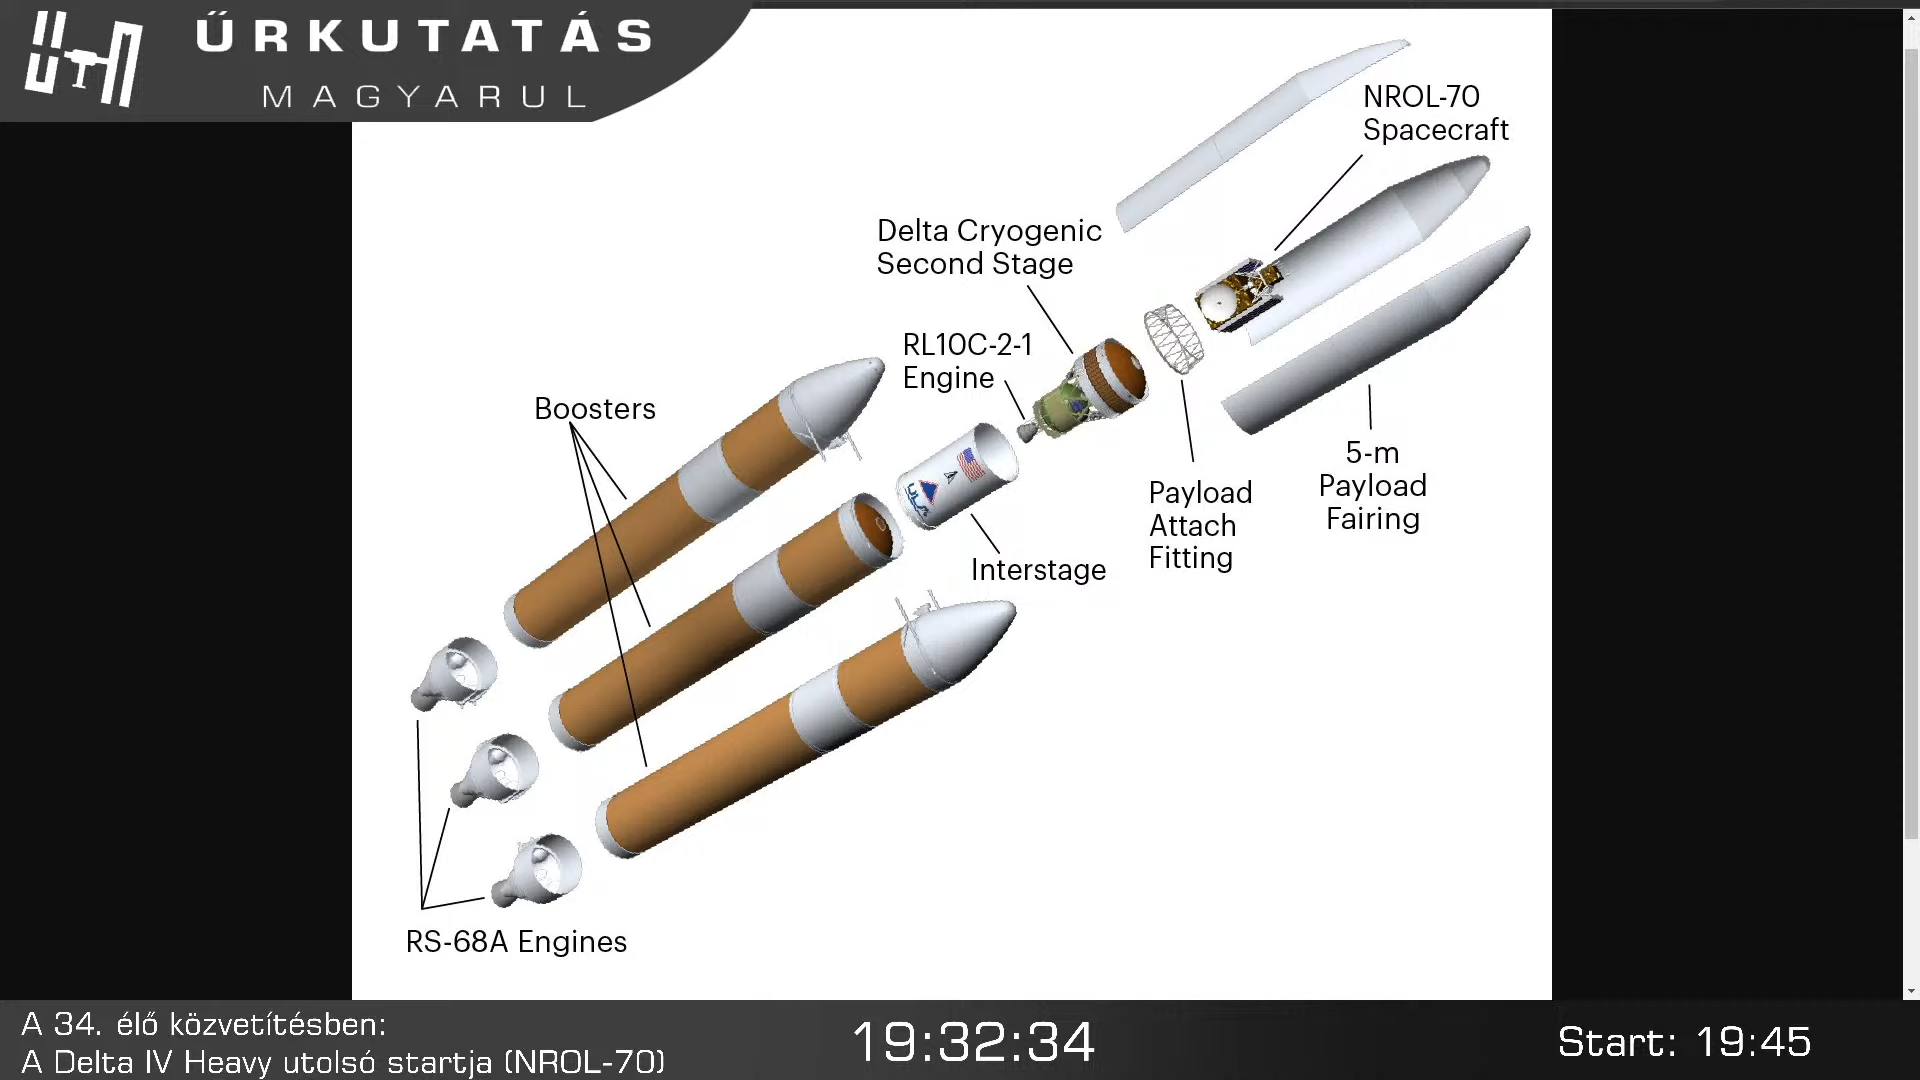 ŰRKUTATÁS
MAGYARUL
NROL-70
Spacecraft
Delta Cryogenic
Second Stage
RL10C-2-1
Engine
Boosters
5-m
Payload
Fairing
Payload
Attach
Fitting
Interstage
ULA
RS-68A Engines
A 34. élő közvetítésben:
A Delta IV Heavy utolsó startja (NROL-70)
19:32:34
Start: 19:45